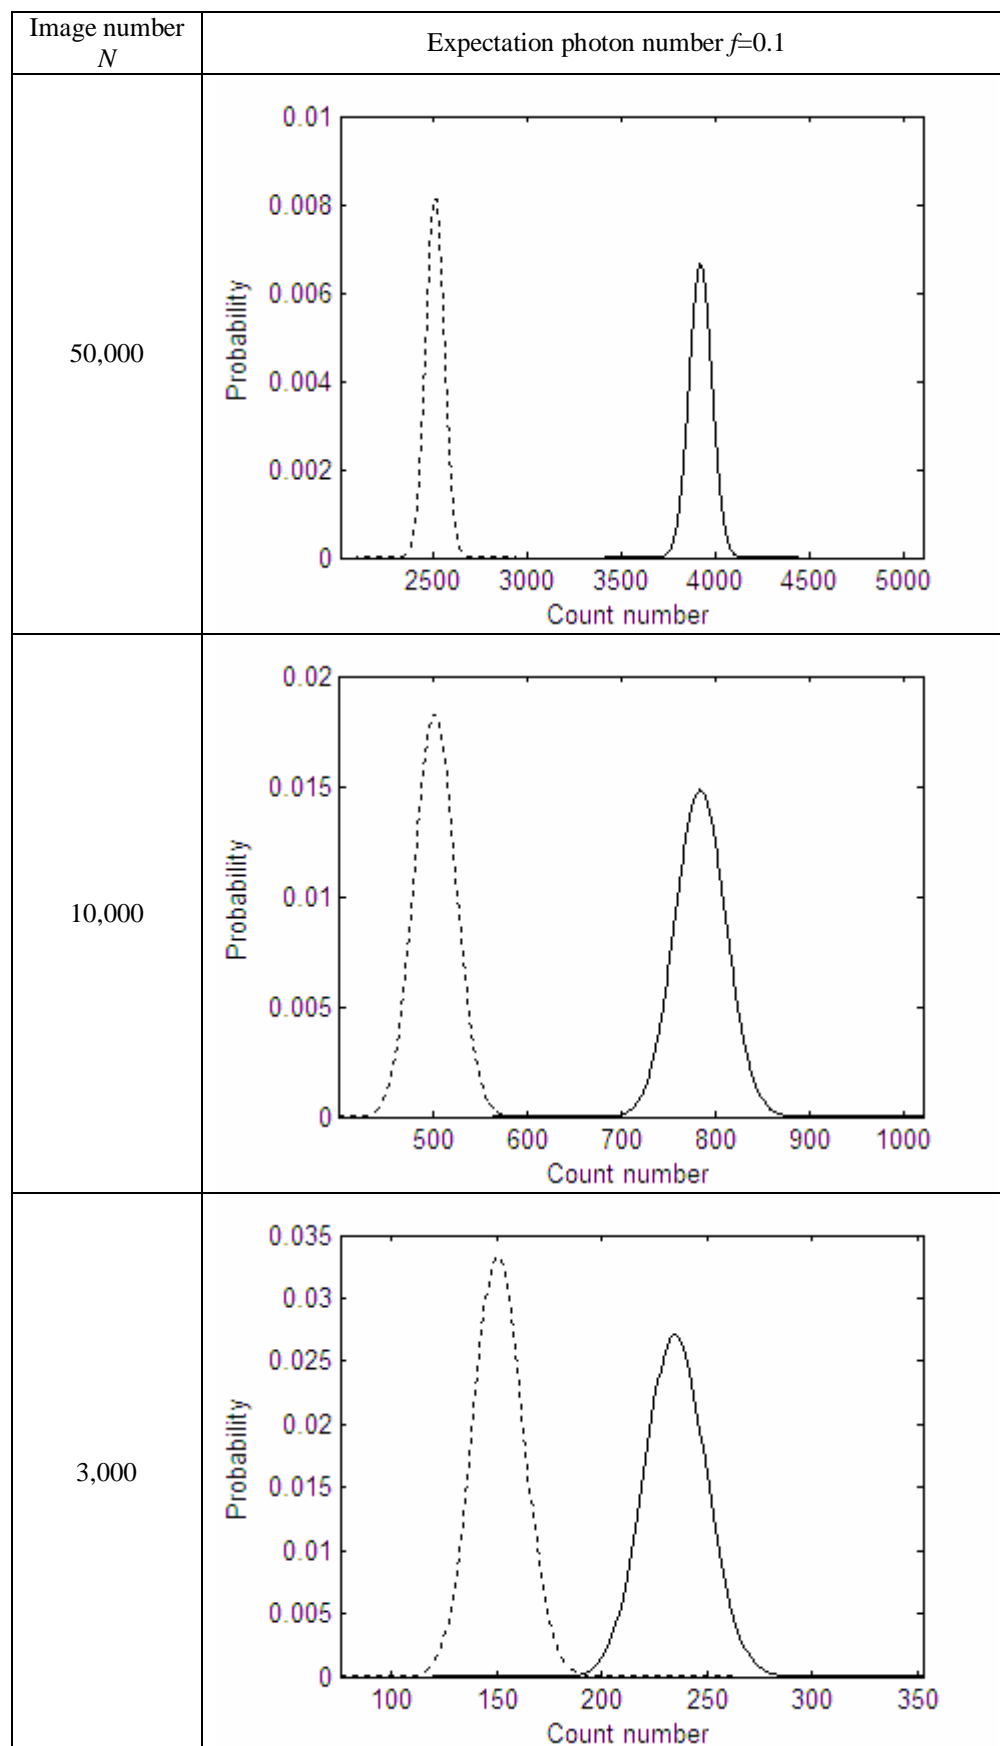 Image number
N
Expectation photon number f=0.1
50,000
0.01
0.008
0.006
0.004
0.002
0
Probability
2500 3000 3500 4000 4500 5000
Count number
10,000
0.02
0.015
0.01
0.005
0
Probability
500 600 700 800 900 1000
Count number
3,000
0.035
0.03
0.025
0.02
0.015
0.01
0.005
0
Probability
100 150 200 250 300 350
Count number